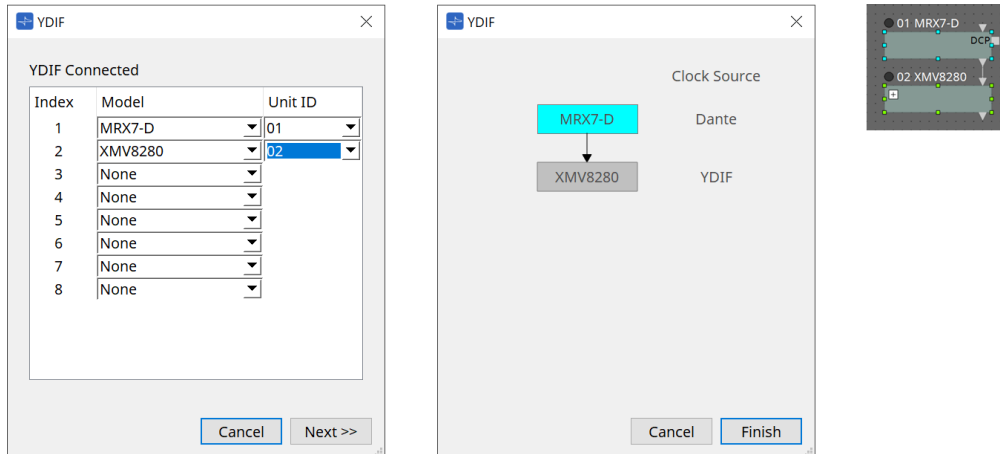 YDIF
YDIF Connected
Index Model Unit ID
1 MRX7-D 01
2 XMV8280 02
3 None
4 None
5 None
6 None
7 None
8 None
Cancel Next >>
YDIF
Clock Source
MRX7-D Dante
XMV8280 YDIF
Cancel Finish
01 MRX7-D
DCP
02 XMV8280